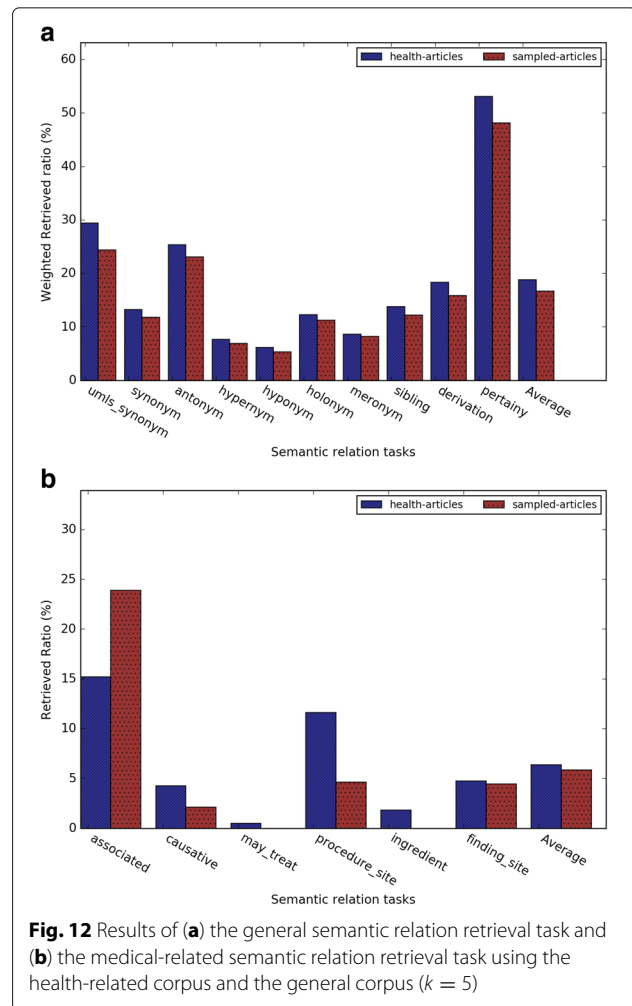 a
health-articles sampled-articles
60
50
40
30
20
10
0
Weighted Retrieved ratio (%)
umls_synonym synonym antonym hypernym hyponym holonym meronym sibling derivation pertainy Average
Semantic relation tasks
b
health-articles sampled-articles
30
25
20
15
10
5
0
Retrieved Ratio (%)
associated causative may_treat procedure_site ingredient finding_site Average
Semantic relation tasks
Fig. 12 Results of (a) the general semantic relation retrieval task and
(b) the medical-related semantic relation retrieval task using the
health-related corpus and the general corpus (k = 5)